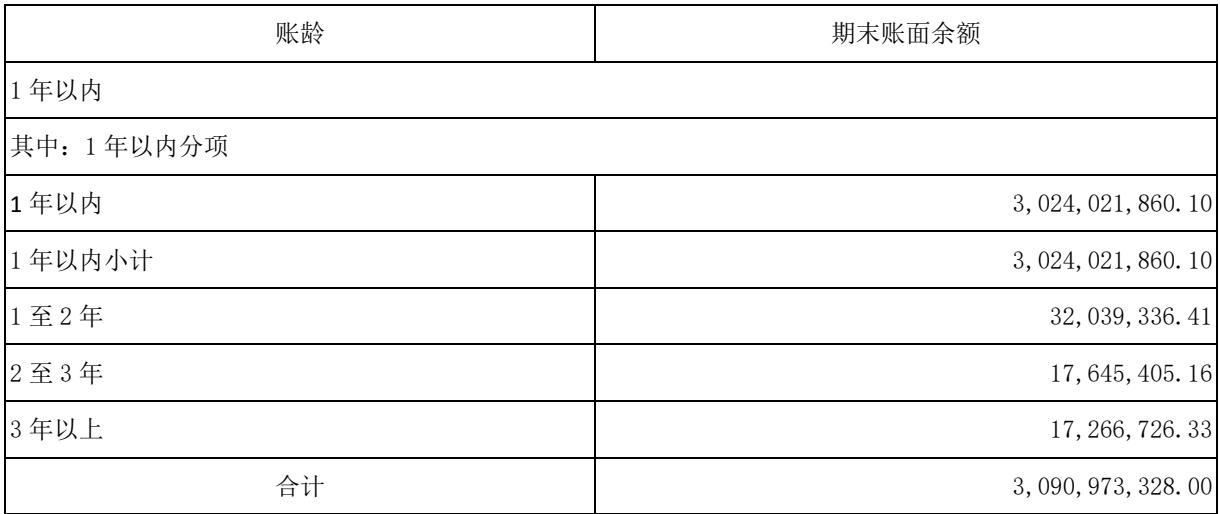 账龄 期末账面余额
1年以内
其中：1年以内分项
1年以内 3,024,021,860.10
1年以内小计 3,024,021,860.10
1至2年 32,039,336.41
2至3年 17,645,405.16
3年以上 17,266,726.33
合计 3,090,973,328.00